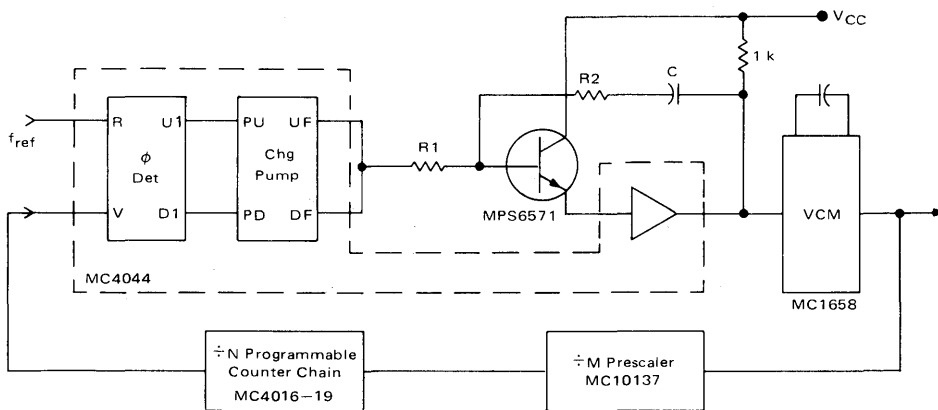 VCC
1 k
R2
C
R
U1
PU
UF
fref
R1
ϕ
Det
Chg
Pump
V
D1
PD
DF
MPS6571
VCM
MC4044
MC1658
÷N Programmable
Counter Chain
MC4016–19
÷M Prescaler
MC10137